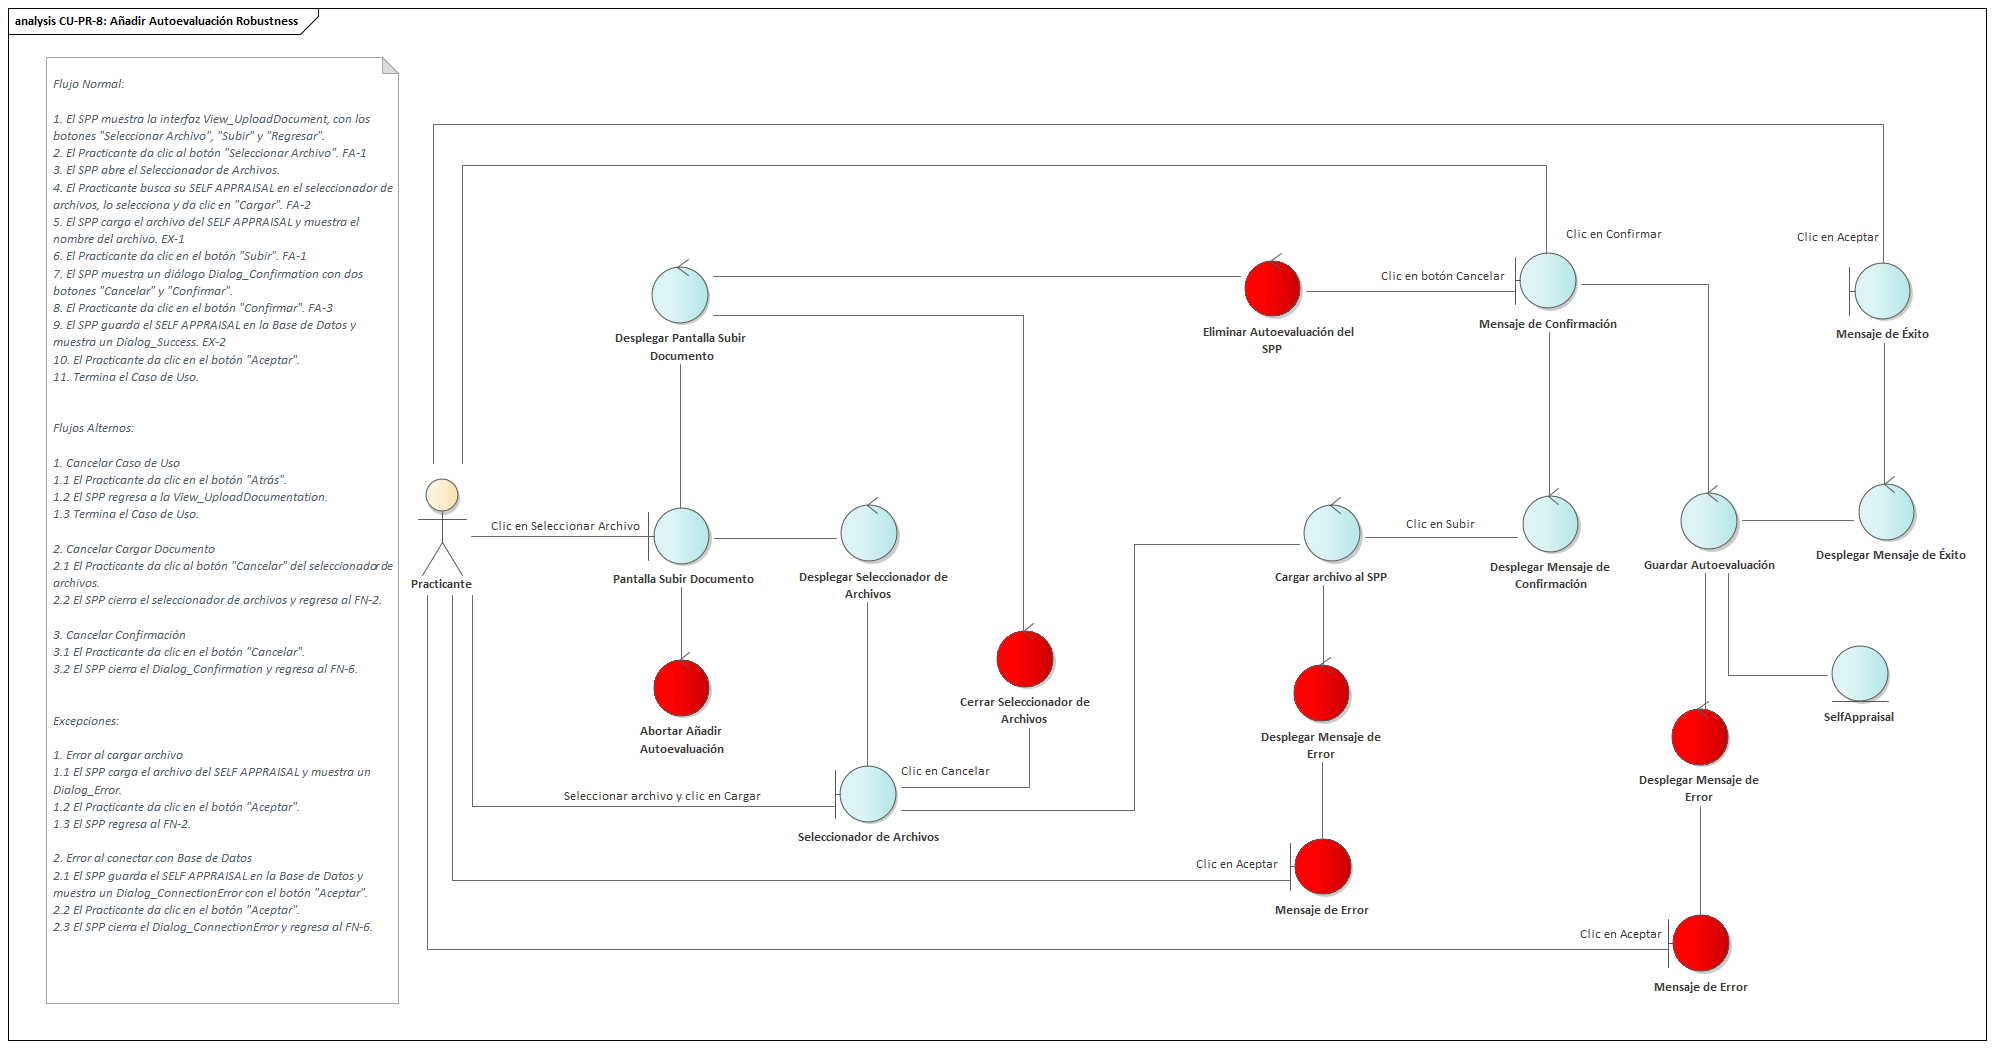 analysis CU-PR-8: Añadir Autoevaluación Robustness
Flujo Normal:
1. El SPP muestra la interfaz View_UploadDocument, con los
botones "Seleccionar Archivo", "Subir" y "Regresar".
2. El Practicante da clic al botón "Seleccionar Archivo". FA-1
3. El SPP abre el Seleccionador de Archivos.
4. El Practicante busca su SELF APPRAISAL en el seleccionador de
archivos, lo selecciona y da clic en "Cargar". FA-2
5. El SPP carga el archivo del SELF APPRAISAL y muestra el
nombre del archivo. EX-1
6. El Practicante da clic en el botón "Subir". FA-1
7. El SPP muestra un diálogo Dialog_Confirmation con dos
botones "Cancelar" y "Confirmar".
8. El Practicante da clic en el botón "Confirmar". FA-3
9. El SPP guarda el SELF APPRAISAL en la Base de Datos y
muestra un Dialog_Success. EX-2
10. El Practicante da clic en el botón "Aceptar".
11. Termina el Caso de Uso.
Flujos Alternos:
1. Cancelar Caso de Uso
1.1 El Practicante da clic en el botón "Atrás".
1.2 El SPP regresa a la View_UploadDocumentation.
1.3 Termina el Caso de Uso.
2. Cancelar Cargar Documento
2.1 El Practicante da clic al botón "Cancelar" del seleccionador de
archivos.
2.2 El SPP cierra el seleccionador de archivos y regresa al FN-2.
3. Cancelar Confirmación
3.1 El Practicante da clic en el botón "Cancelar".
3.2 El SPP cierra el Dialog_Confirmation y regresa al FN-6.
Excepciones:
1. Error al cargar archivo
1.1 El SPP carga el archivo del SELF APPRAISAL y muestra un
Dialog_Error.
1.2 El Practicante da clic en el botón "Aceptar".
1.3 El SPP regresa al FN-2.
2. Error al conectar con Base de Datos
2.1 El SPP guarda el SELF APPRAISAL en la Base de Datos y
muestra un Dialog_ConnectionError con el botón "Aceptar".
2.2 El Practicante da clic en el botón "Aceptar".
2.3 El SPP cierra el Dialog_ConnectionError y regresa al FN-6.
Clic en Confirmar
Clic en Aceptar
Clic en botón Cancelar
Desplegar Pantalla Subir
Documento
Eliminar Autoevaluación del
SPP
Mensaje de Confirmación
Mensaje de Éxito
Clic en Seleccionar Archivo
Clic en Subir
Practicante
Pantalla Subir Documento
Desplegar Seleccionador de
Archivos
Cargar archivo al SPP
Desplegar Mensaje de
Confirmación
Guardar Autoevaluación
Desplegar Mensaje de Éxito
Abortar Añadir
Autoevaluación
Cerrar Seleccionador de
Archivos
Desplegar Mensaje de
Error
SelfAppraisal
Desplegar Mensaje de
Error
Clic en Cancelar
Seleccionar archivo y clic en Cargar
Seleccionador de Archivos
Clic en Aceptar
Mensaje de Error
Clic en Aceptar
Mensaje de Error